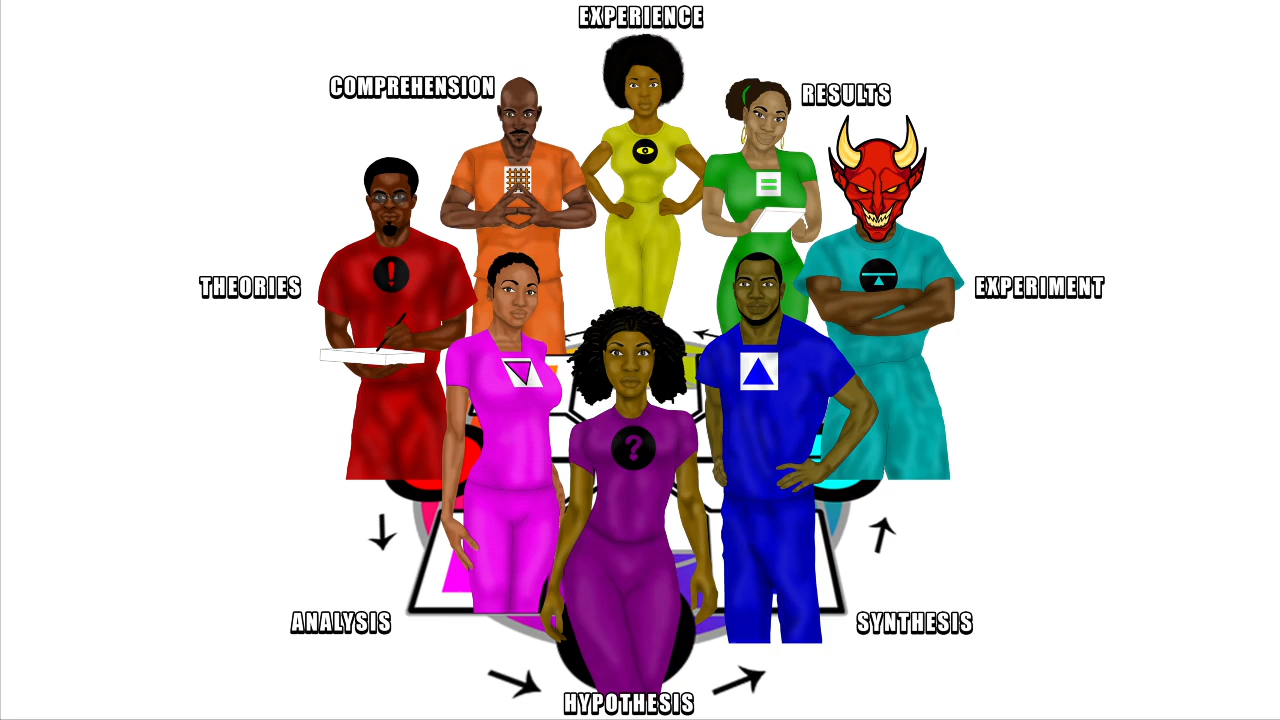 EXPERIENCE
COMPREHENSION
RESULTS
THEORIES
!
EXPERIMENT
=
?
ANALYSIS
SYNTHESIS
HYPOTHESIS